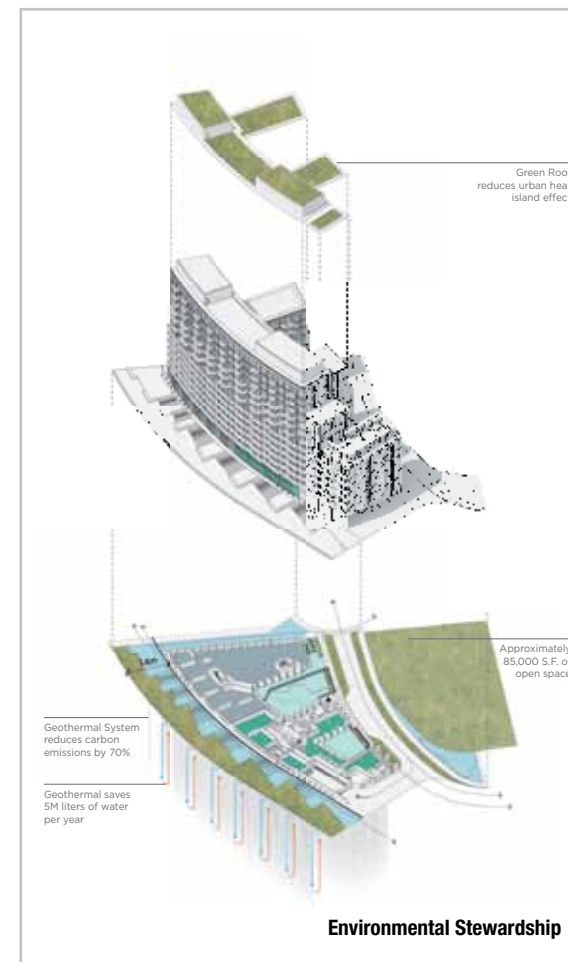 Green Roo
reduces urban hea
island effec
Approximately
85,000 S.F. o
open space
Geothermal System
reduces carbon
emissions by 70%
Geothermal saves
5M liters of water
per year
Environmental Stewardship